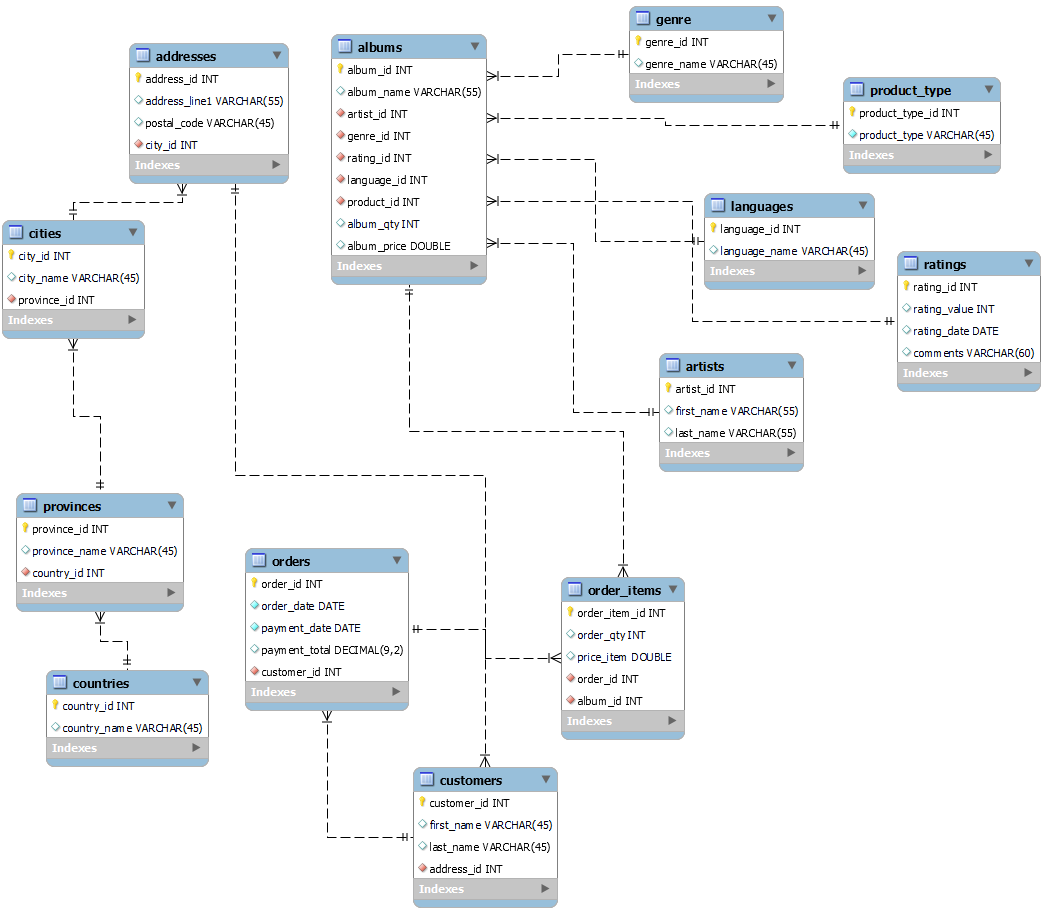 genre
genre_id INT
genre_name VARCHAR(45)
Indexes
addresses
address_id INT
address_line1 VARCHAR(55)
postal_code VARCHAR(45)
city_id INT
Indexes
albums
album_id INT
album_name VARCHAR(55)
artist_id INT
genre_id INT
rating_id INT
language_id INT
product_id INT
album_qty INT
album_price DOUBLE
Indexes
product_type
product_type_id INT
product_type VARCHAR(45)
Indexes
languages
language_id INT
language_name VARCHAR(45)
Indexes
cities
city_id INT
city_name VARCHAR(45)
province_id INT
Indexes
ratings
rating_id INT
rating_value INT
rating_date DATE
comments VARCHAR(60)
Indexes
artists
artist_id INT
first_name VARCHAR(55)
last_name VARCHAR(55)
Indexes
provinces
province_id INT
province_name VARCHAR(45)
country_id INT
Indexes
orders
order_id INT
order_date DATE
payment_date DATE
payment_total DECIMAL(9,2)
customer_id INT
Indexes
order_items
order_item_id INT
order_qty INT
price_item DOUBLE
order_id INT
album_id INT
Indexes
countries
country_id INT
country_name VARCHAR(45)
Indexes
customers
customer_id INT
first_name VARCHAR(45)
last_name VARCHAR(45)
address_id INT
Indexes